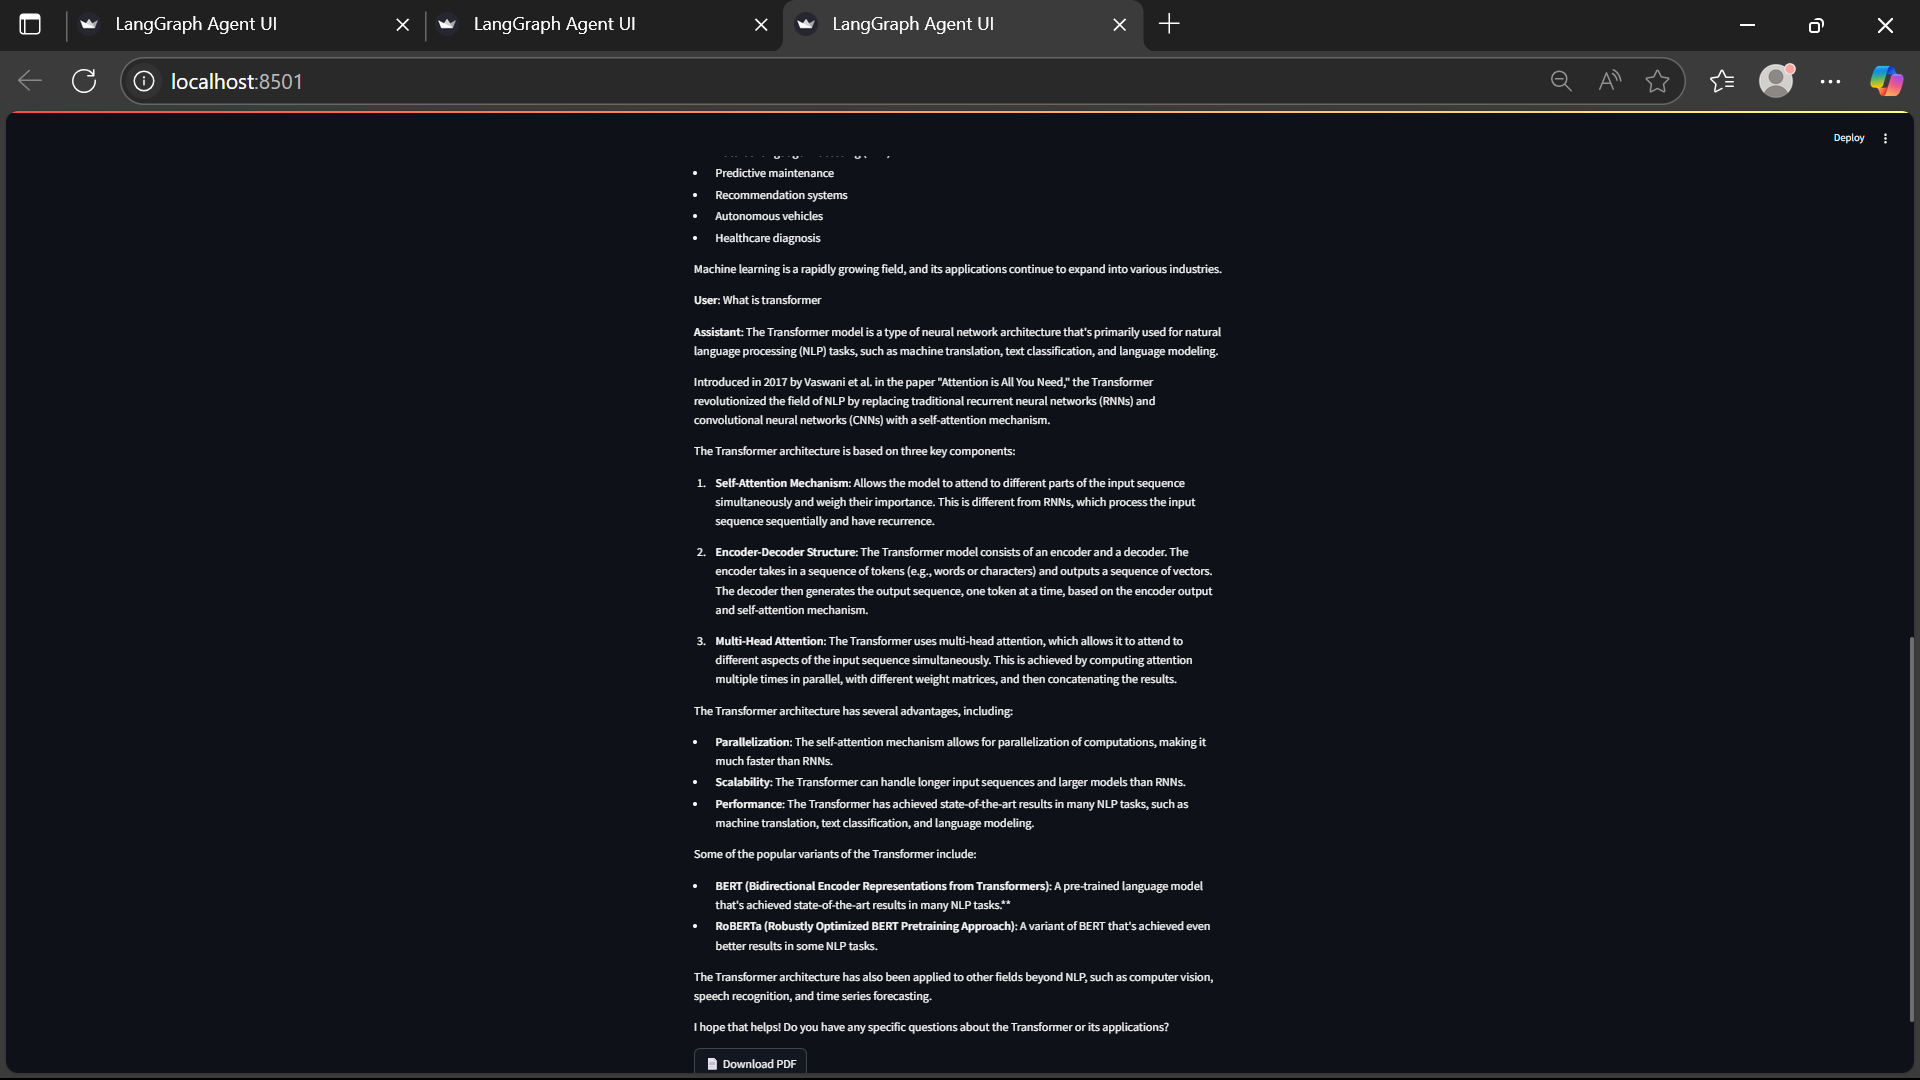 LangGraph Agent UI
LangGraph Agent UI
LangGraph Agent UI
localhost:8501
Deploy
• Predictive maintenance
• Recommendation systems
• Autonomous vehicles
• Healthcare diagnosis
Machine learning is a rapidly growing field, and its applications continue to expand into various industries.
User: What is transformer
Assistant: The Transformer model is a type of neural network architecture that's primarily used for natural
language processing (NLP) tasks, such as machine translation, text classification, and language modeling.
Introduced in 2017 by Vaswani et al. in the paper "Attention is All You Need," the Transformer
revolutionized the field of NLP by replacing traditional recurrent neural networks (RNNs) and
convolutional neural networks (CNNs) with a self-attention mechanism.
The Transformer architecture is based on three key components:
1. Self-Attention Mechanism: Allows the model to attend to different parts of the input sequence
simultaneously and weigh their importance. This is different from RNNs, which process the input
sequence sequentially and have recurrence.
2. Encoder-Decoder Structure: The Transformer model consists of an encoder and a decoder. The
encoder takes in a sequence of tokens (e.g., words or characters) and outputs a sequence of vectors.
The decoder then generates the output sequence, one token at a time, based on the encoder output
and self-attention mechanism.
3. Multi-Head Attention: The Transformer uses multi-head attention, which allows it to attend to
different aspects of the input sequence simultaneously. This is achieved by computing attention
multiple times in parallel, with different weight matrices, and then concatenating the results.
The Transformer architecture has several advantages, including:
• Parallelization: The self-attention mechanism allows for parallelization of computations, making it
much faster than RNNs.
• Scalability: The Transformer can handle longer input sequences and larger models than RNNs.
• Performance: The Transformer has achieved state-of-the-art results in many NLP tasks, such as
machine translation, text classification, and language modeling.
Some of the popular variants of the Transformer include:
• BERT (Bidirectional Encoder Representations from Transformers): A pre-trained language model
that's achieved state-of-the-art results in many NLP tasks.**
• RoBERTa (Robustly Optimized BERT Pretraining Approach): A variant of BERT that's achieved even
better results in some NLP tasks.
The Transformer architecture has also been applied to other fields beyond NLP, such as computer vision,
speech recognition, and time series forecasting.
I hope that helps! Do you have any specific questions about the Transformer or its applications?
Download PDF